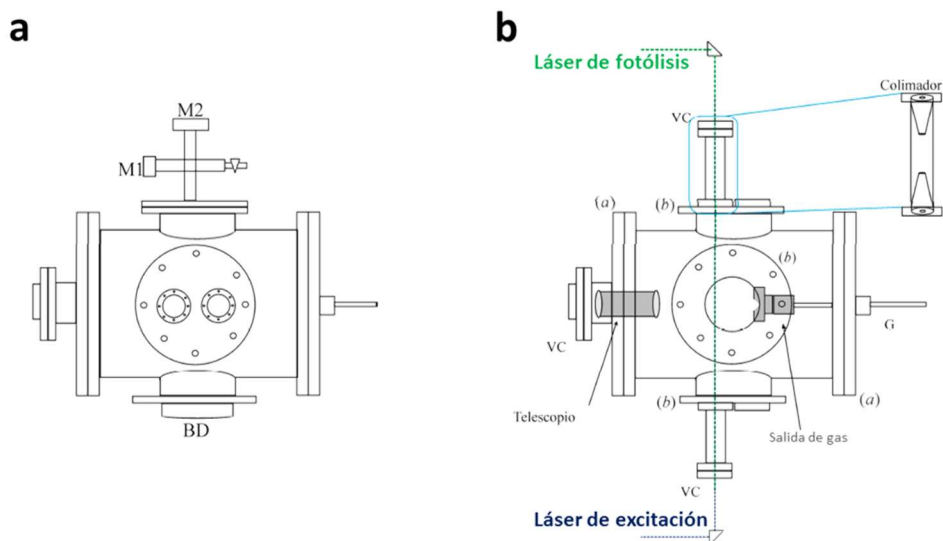 a
M2
M1
VC
BD
b
Láser de fotólisis
Colimador
VC
(a)
(b)
(b)
G
Telescopio
(b)
(a)
Salida de gas
VC
Láser de excitación